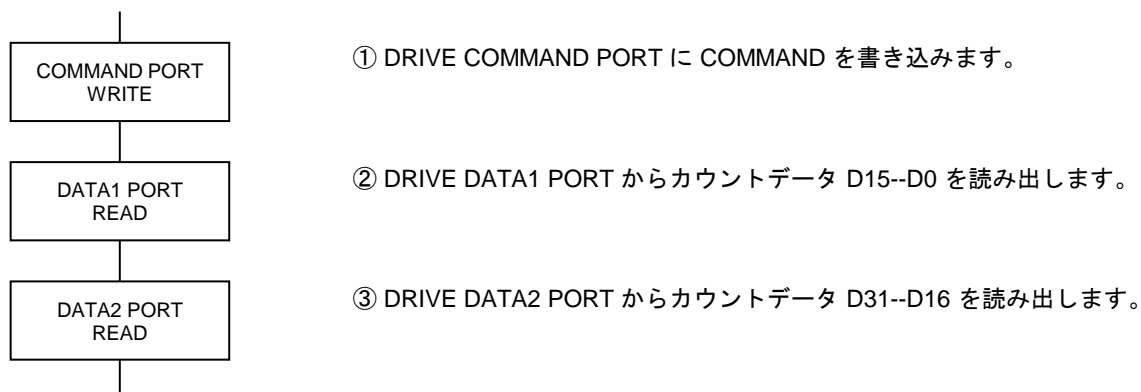 COMMAND PORT
WRITE
① DRIVE COMMAND PORT に COMMAND を書き込みます。
DATA1 PORT
READ
② DRIVE DATA1 PORT からカウントデータ D15--D0 を読み出します。
DATA2 PORT
READ
③ DRIVE DATA2 PORT からカウントデータ D31--D16 を読み出します。